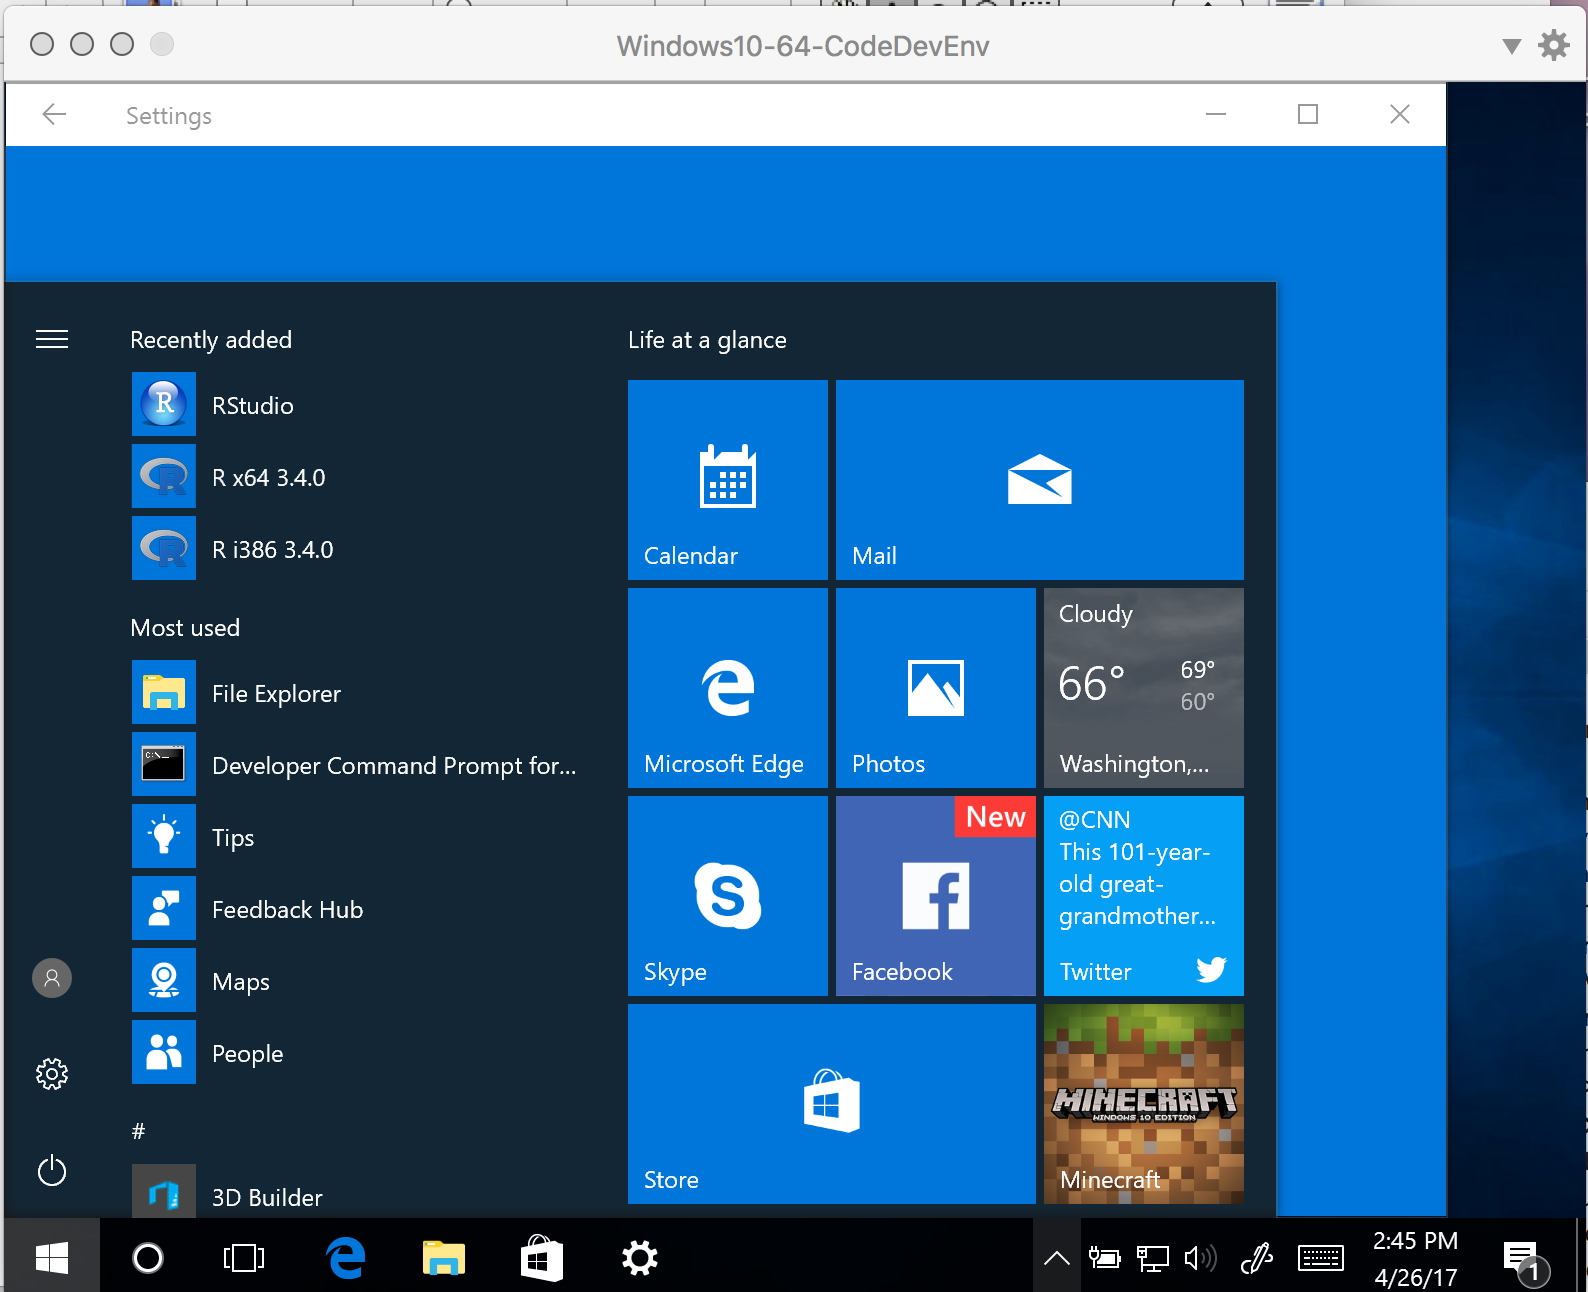 Windows10-64-CodeDevEnv
Settings
Recently added
RStudio
R x64 3.4.0
R i386 3.4.0
Most used
File Explorer
Developer Command Prompt for...
Tips
Feedback Hub
Maps
People
#
3D Builder
Life at a glance
Calendar
Mail
Microsoft Edge
Photos
Cloudy
66°
69°
60°
Washington,...
Skype
New
Facebook
@CNN
This 101-year-
old great-
grandmother...
Twitter
Store
MINECRAFT
WINDOWS 10 EDITION
Minecraft
2:45 PM
4/26/17
1